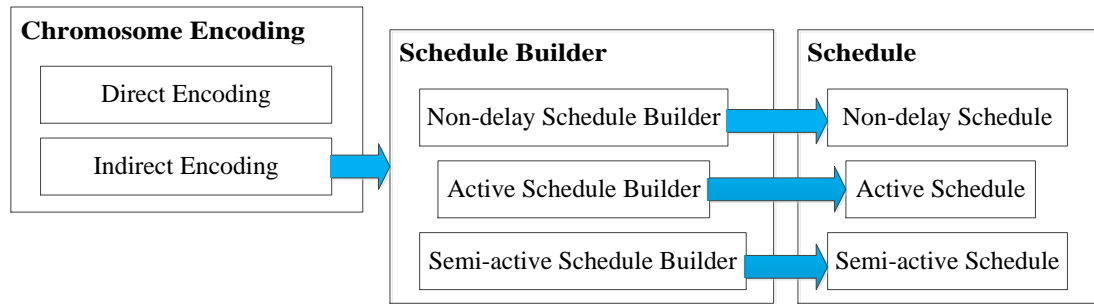 Chromosome Encoding
Direct Encoding
Indirect Encoding
Schedule Builder
Non-delay Schedule Builder
Active Schedule Builder
Semi-active Schedule Builder
Schedule
Non-delay Schedule
Active Schedule
Semi-active Schedule